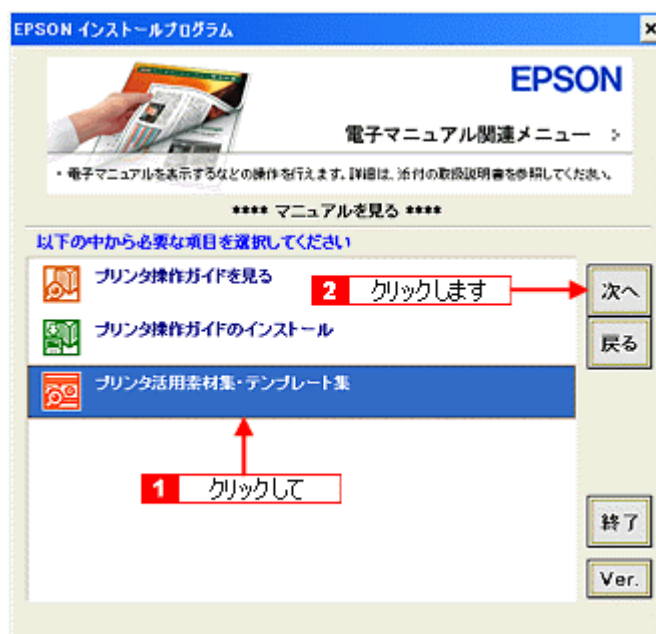 EPSON インストールプログラム
EPSON
電子マニュアル関連メニュー
・電子マニュアルを表示するなどの操作を行えます。詳細は、添付の取扱説明書を参照してください。
**** マニュアルを見る ****
以下の中から必要な項目を選択してください
プリンタ操作ガイドを見る
2 クリックします
次へ
プリンタ操作ガイドのインストール
戻る
プリンタ活用素材集・テンプレート集
1 クリックして
終了
Ver.